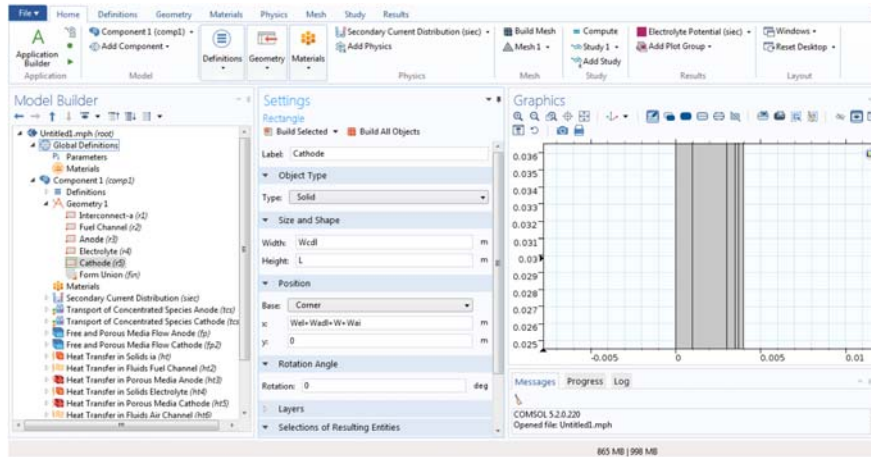 File Home Definitions Geometry Materials Physics Mesh Study Results
Application Builder
Component 1 (comp1)
Add Component
Definitions Geometry Materials
Secondary Current Distribution (siec)
Add Physics
Build Mesh
Mesh 1
Compute
Study 1
Add Study
Electrolyte Potential (siec)
Add Plot Group
Windows
Reset Desktop
Application Model Physics Mesh Study Results Layout
Model Builder
Untitled1.mph (root)
Global Definitions
Pi Parameters
Materials
Component 1 (comp1)
Definitions
Geometry 1
Interconnect-a (r1)
Fuel Channel (r2)
Anode (r3)
Electrolyte (r4)
Cathode (r5)
Form Union (fin)
Materials
Secondary Current Distribution (siec)
Transport of Concentrated Species Anode (tcs)
Transport of Concentrated Species Cathode (tcs
Free and Porous Media Flow Anode (fp)
Free and Porous Media Flow Cathode (fp2)
Heat Transfer in Solids ia (ht)
Heat Transfer in Fluids Fuel Channel (ht2)
Heat Transfer in Porous Media Anode (ht3)
Heat Transfer in Solids Electrolyte (ht4)
Heat Transfer in Porous Media Cathode (ht5)
Heat Transfer in Fluids Air Channel (ht6)
Settings
Rectangle
Build Selected Build All Objects
Label: Cathode
Object Type
Type: Solid
Size and Shape
Width: Wcdl m
Height: L m
Position
Base: Corner
x: Wel+Wadl+W+Wai m
y: 0 m
Rotation Angle
Rotation: 0 deg
Layers
Selections of Resulting Entities
Graphics
0.036
0.035
0.034
0.033
0.032
0.031
0.03
0.029
0.028
0.027
0.026
0.025
-0.005 0 0.005 0.01
Messages Progress Log
COMSOL 5.2.0.220
Opened file: Untitled1.mph
865 MB | 998 MB